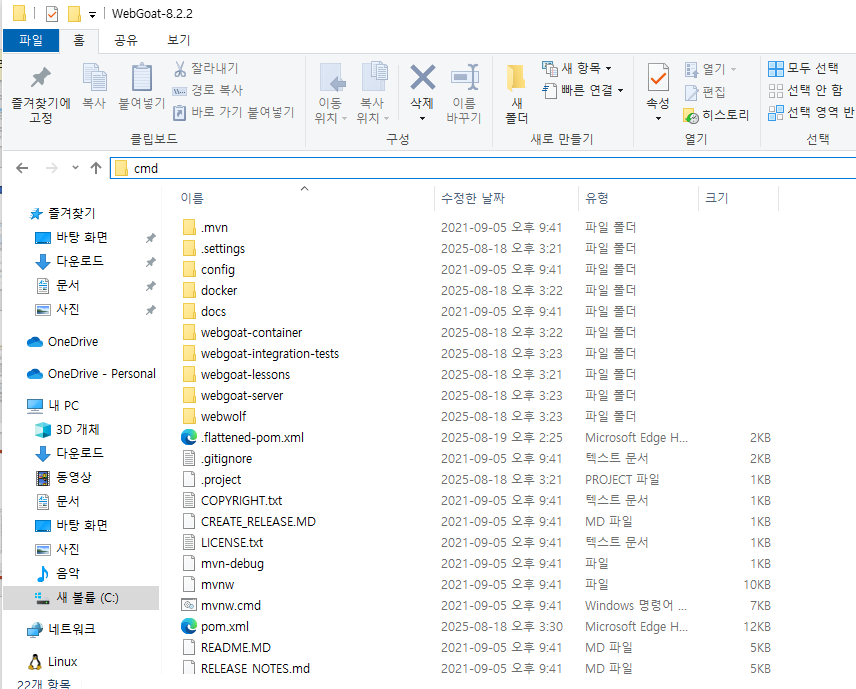 WebGoat-8.2.2
파일 홈 공유 보기
즐겨찾기에 고정
복사
붙여넣기
잘라내기
경로 복사
바로 가기 붙여넣기
클립보드
이동 위치
복사 위치
삭제
이름 바꾸기
구성
새 폴더
새 항목
빠른 연결
새로 만들기
속성
열기
편집
히스토리
열기
모두 선택
선택 안 함
선택 영역 반
선택
cmd
즐겨찾기
바탕 화면
다운로드
문서
사진
OneDrive
OneDrive - Personal
내 PC
3D 개체
다운로드
동영상
문서
바탕 화면
사진
음악
새 볼륨 (C:)
네트워크
Linux
이름 수정한 날짜 유형 크기
.mvn 2021-09-05 오후 9:41 파일 폴더
.settings 2025-08-18 오후 3:21 파일 폴더
config 2021-09-05 오후 9:41 파일 폴더
docker 2025-08-18 오후 3:22 파일 폴더
docs 2021-09-05 오후 9:41 파일 폴더
webgoat-container 2025-08-18 오후 3:22 파일 폴더
webgoat-integration-tests 2025-08-18 오후 3:23 파일 폴더
webgoat-lessons 2025-08-18 오후 3:21 파일 폴더
webgoat-server 2025-08-18 오후 3:23 파일 폴더
webwolf 2025-08-18 오후 3:23 파일 폴더
.flattened-pom.xml 2025-08-19 오후 2:25 Microsoft Edge H... 2KB
.gitignore 2021-09-05 오후 9:41 텍스트 문서 2KB
.project 2025-08-18 오후 3:21 PROJECT 파일 1KB
COPYRIGHT.txt 2021-09-05 오후 9:41 텍스트 문서 1KB
CREATE_RELEASE.MD 2021-09-05 오후 9:41 MD 파일 1KB
LICENSE.txt 2021-09-05 오후 9:41 텍스트 문서 1KB
mvn-debug 2021-09-05 오후 9:41 파일 1KB
mvnw 2021-09-05 오후 9:41 파일 10KB
mvnw.cmd 2021-09-05 오후 9:41 Windows 명령어 ... 7KB
pom.xml 2025-08-18 오후 3:30 Microsoft Edge H... 12KB
README.MD 2021-09-05 오후 9:41 MD 파일 5KB
RELEASE_NOTES.md 2021-09-05 오후 9:41 MD 파일 5KB
22개 항목